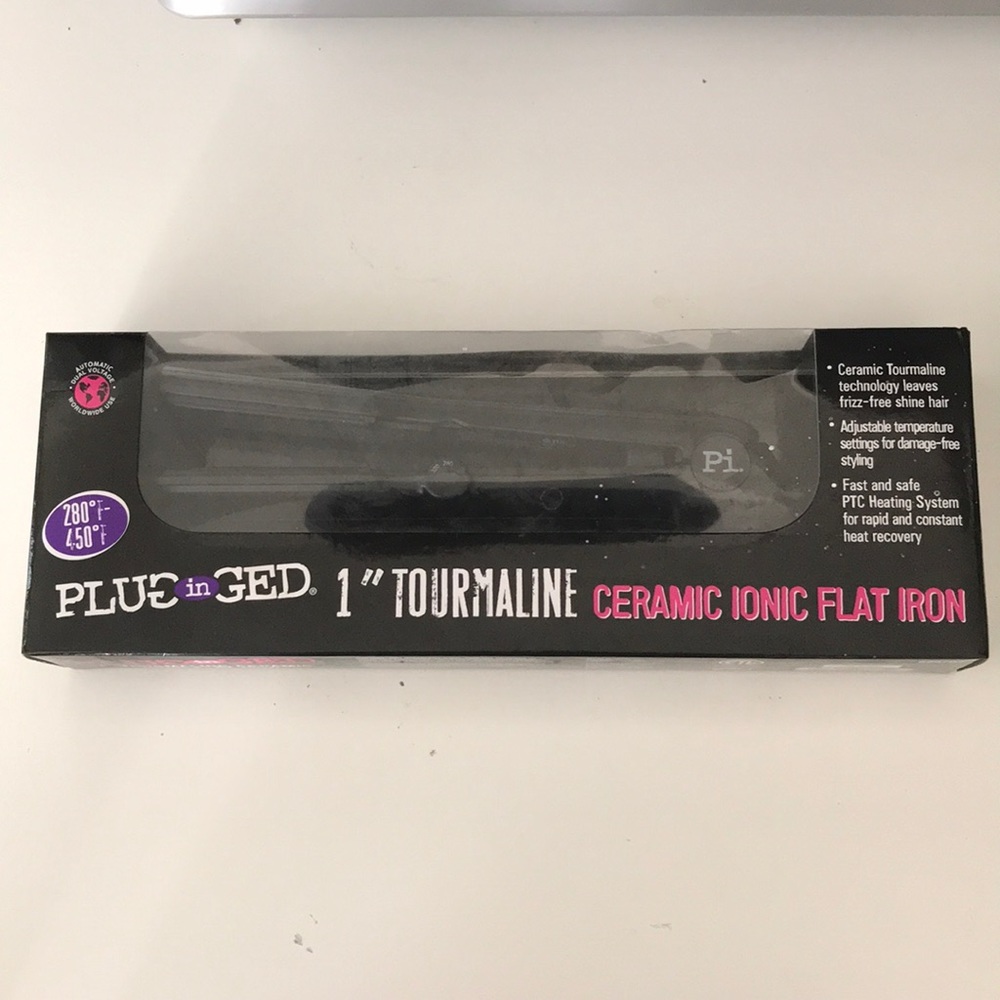 AUTOMATIC
DUAL VOLTAGE
WORLDWIDE USE
280°F-
450°F
Pi.
• Ceramic Tourmaline
technology leaves
frizz-free shine hair
• Adjustable temperature
settings for damage-free
styling
• Fast and safe
PTC Heating System
for rapid and constant
heat recovery
PLUG in GED® 1" TOURMALINE CERAMIC IONIC FLAT IRON